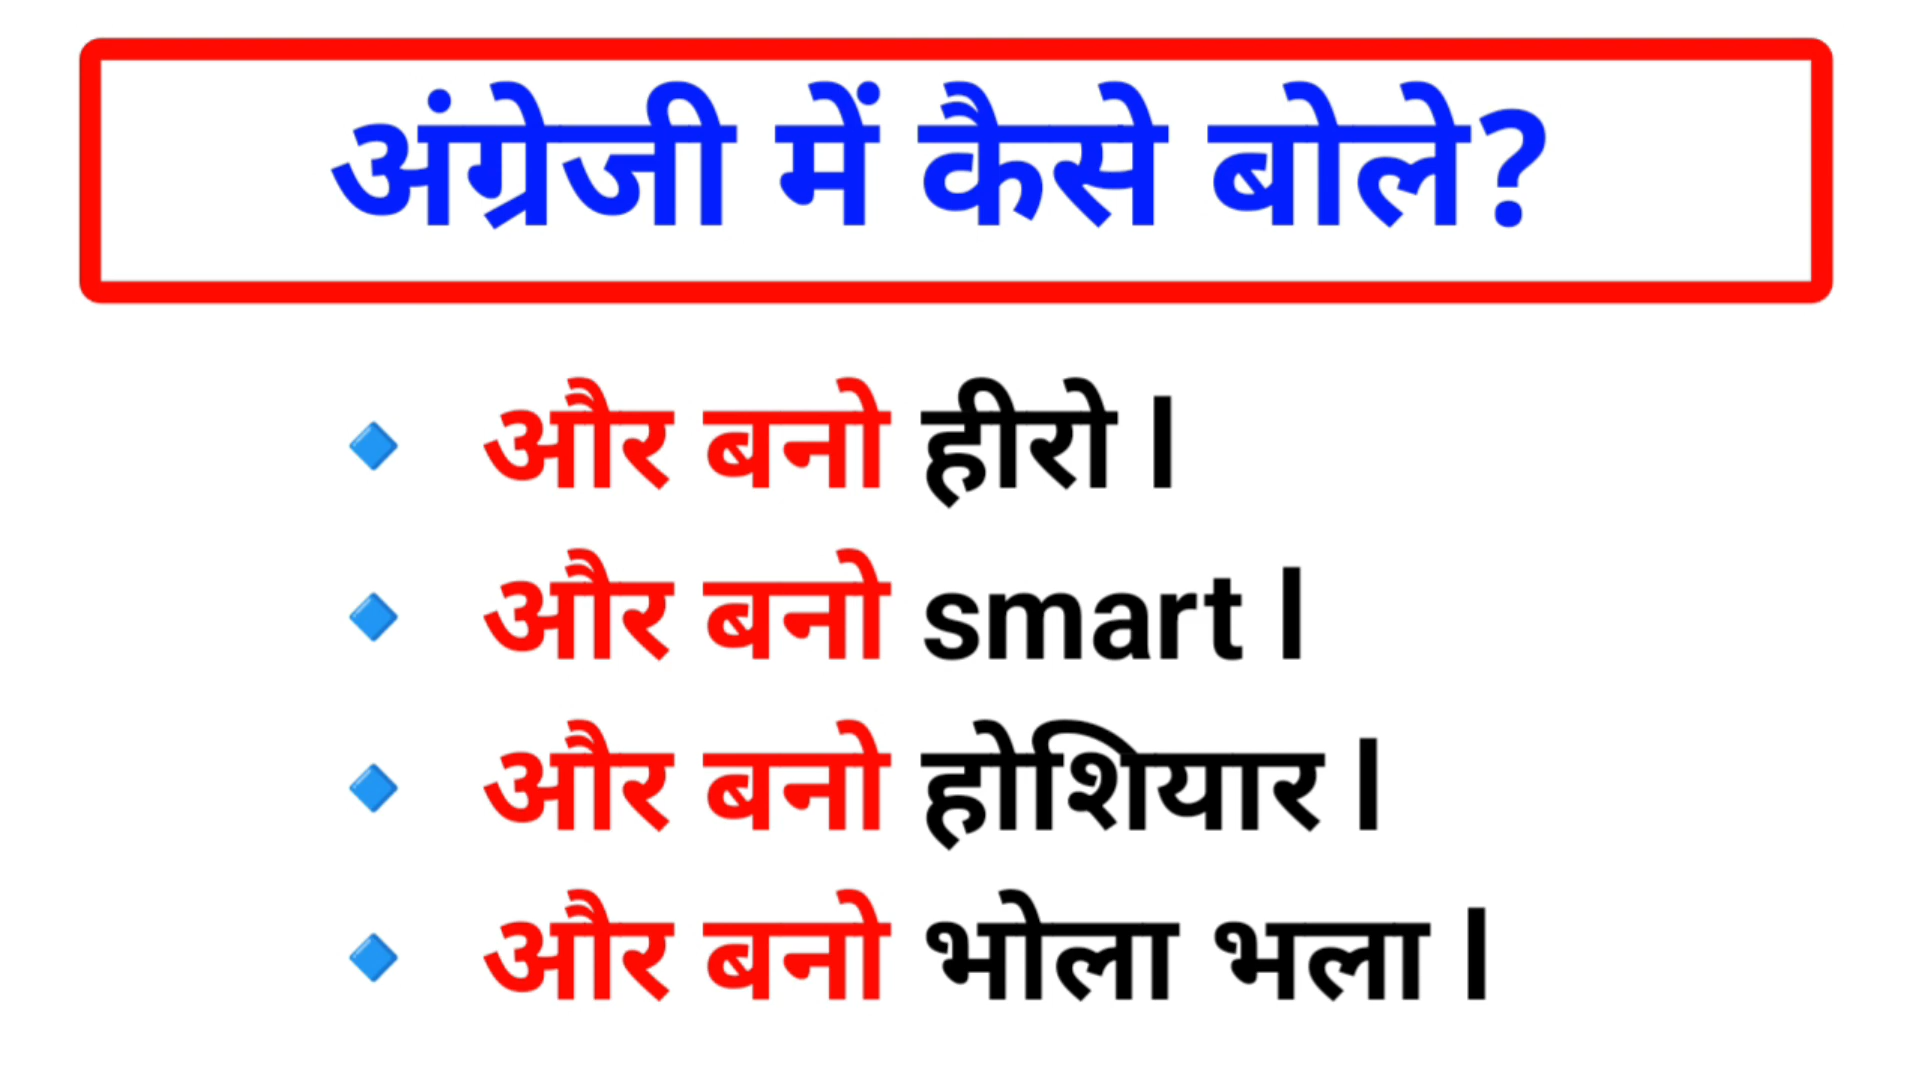 अंग्रेजी में कैसे बोले?
🔹 और बनो हीरो l
🔹 और बनो smart l
🔹 और बनो होशियार l
🔹 और बनो भोला भला l